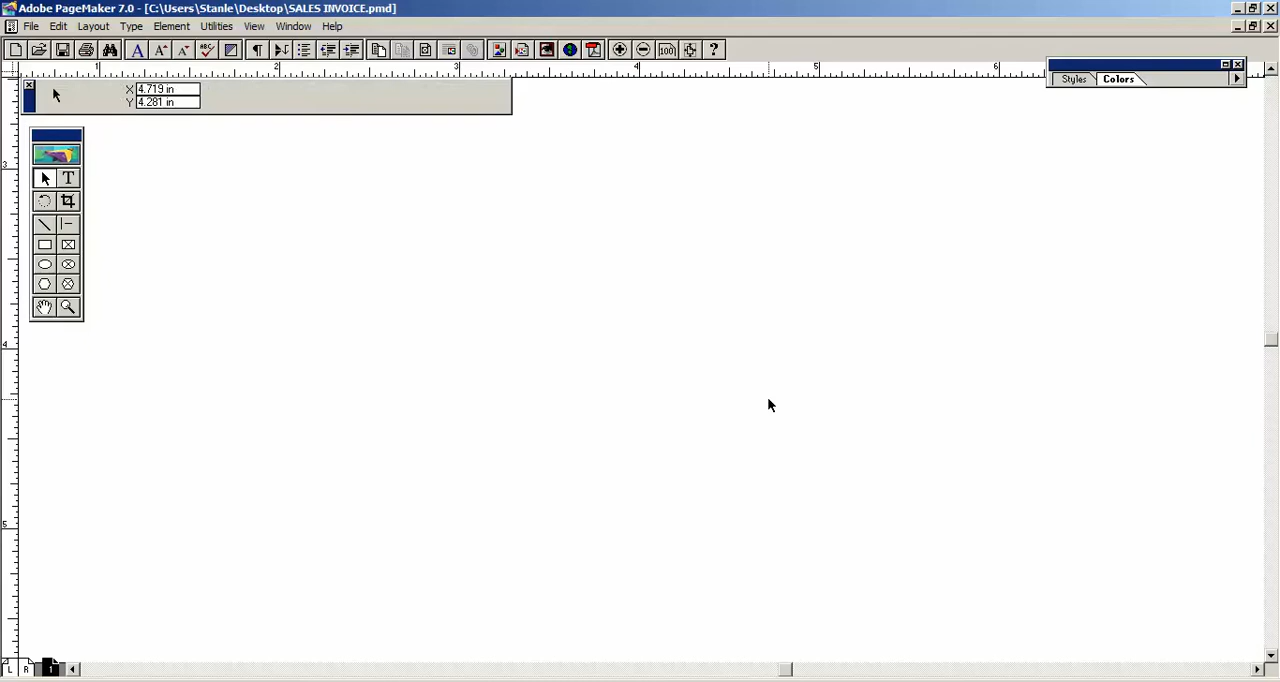 Adobe PageMaker 7.0 - [C:\Users\Stanle\Desktop\SALES INVOICE.pmd]
File Edit Layout Type Element Utilities View Window Help
1 2 3 4 5 6
X 4.719 in
Y 4.281 in
Styles Colors
T
3
4
5
L R 1